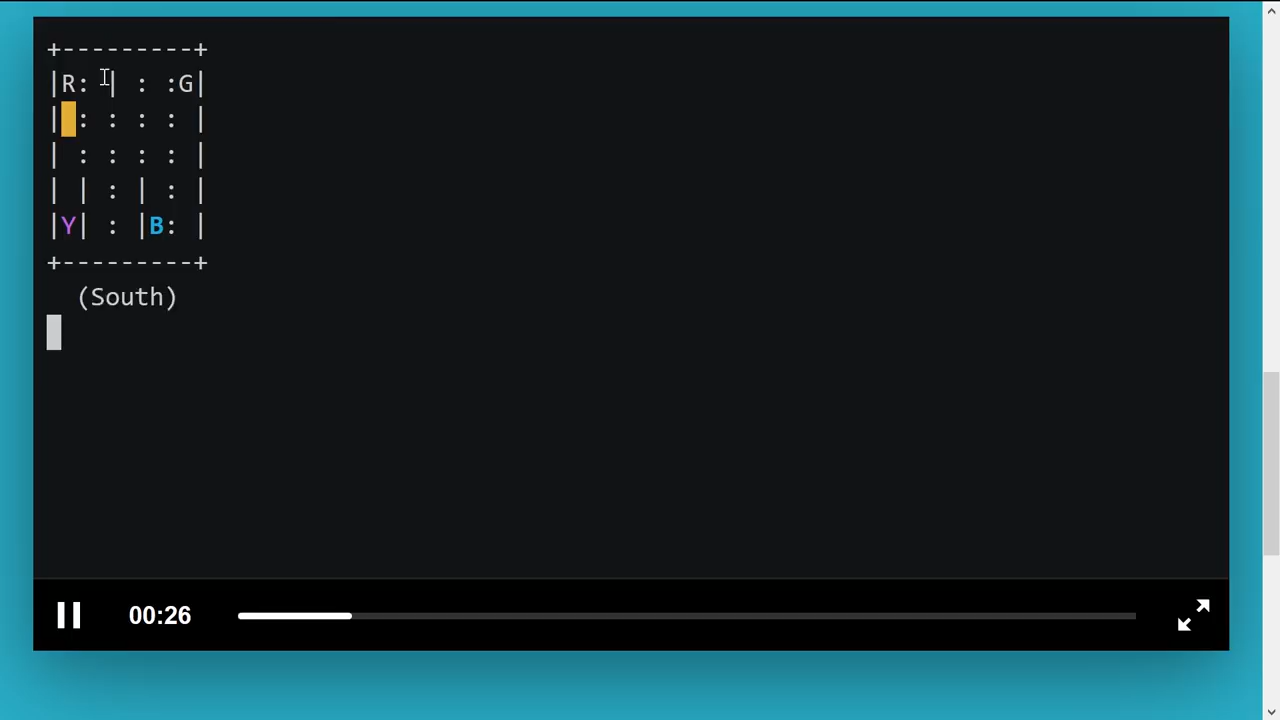 +---------+
|R: | : :G|
| : : : : |
| : : : : |
| | : | : |
|Y| : |B: |
+---------+
(South)
00:26